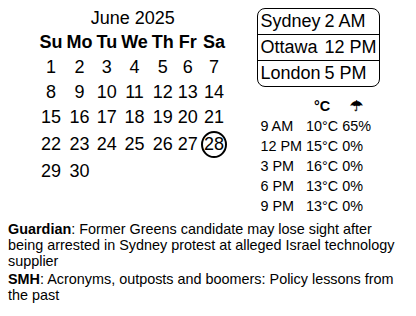 June 2025
Su Mo Tu We Th Fr Sa
1 2 3 4 5 6 7
8 9 10 11 12 13 14
15 16 17 18 19 20 21
22 23 24 25 26 27 28
29 30
Sydney 2 AM
Ottawa 12 PM
London 5 PM
°C ☂
9 AM 10°C 65%
12 PM 15°C 0%
3 PM 16°C 0%
6 PM 13°C 0%
9 PM 13°C 0%
Guardian: Former Greens candidate may lose sight after
being arrested in Sydney protest at alleged Israel technology
supplier
SMH: Acronyms, outposts and boomers: Policy lessons from
the past